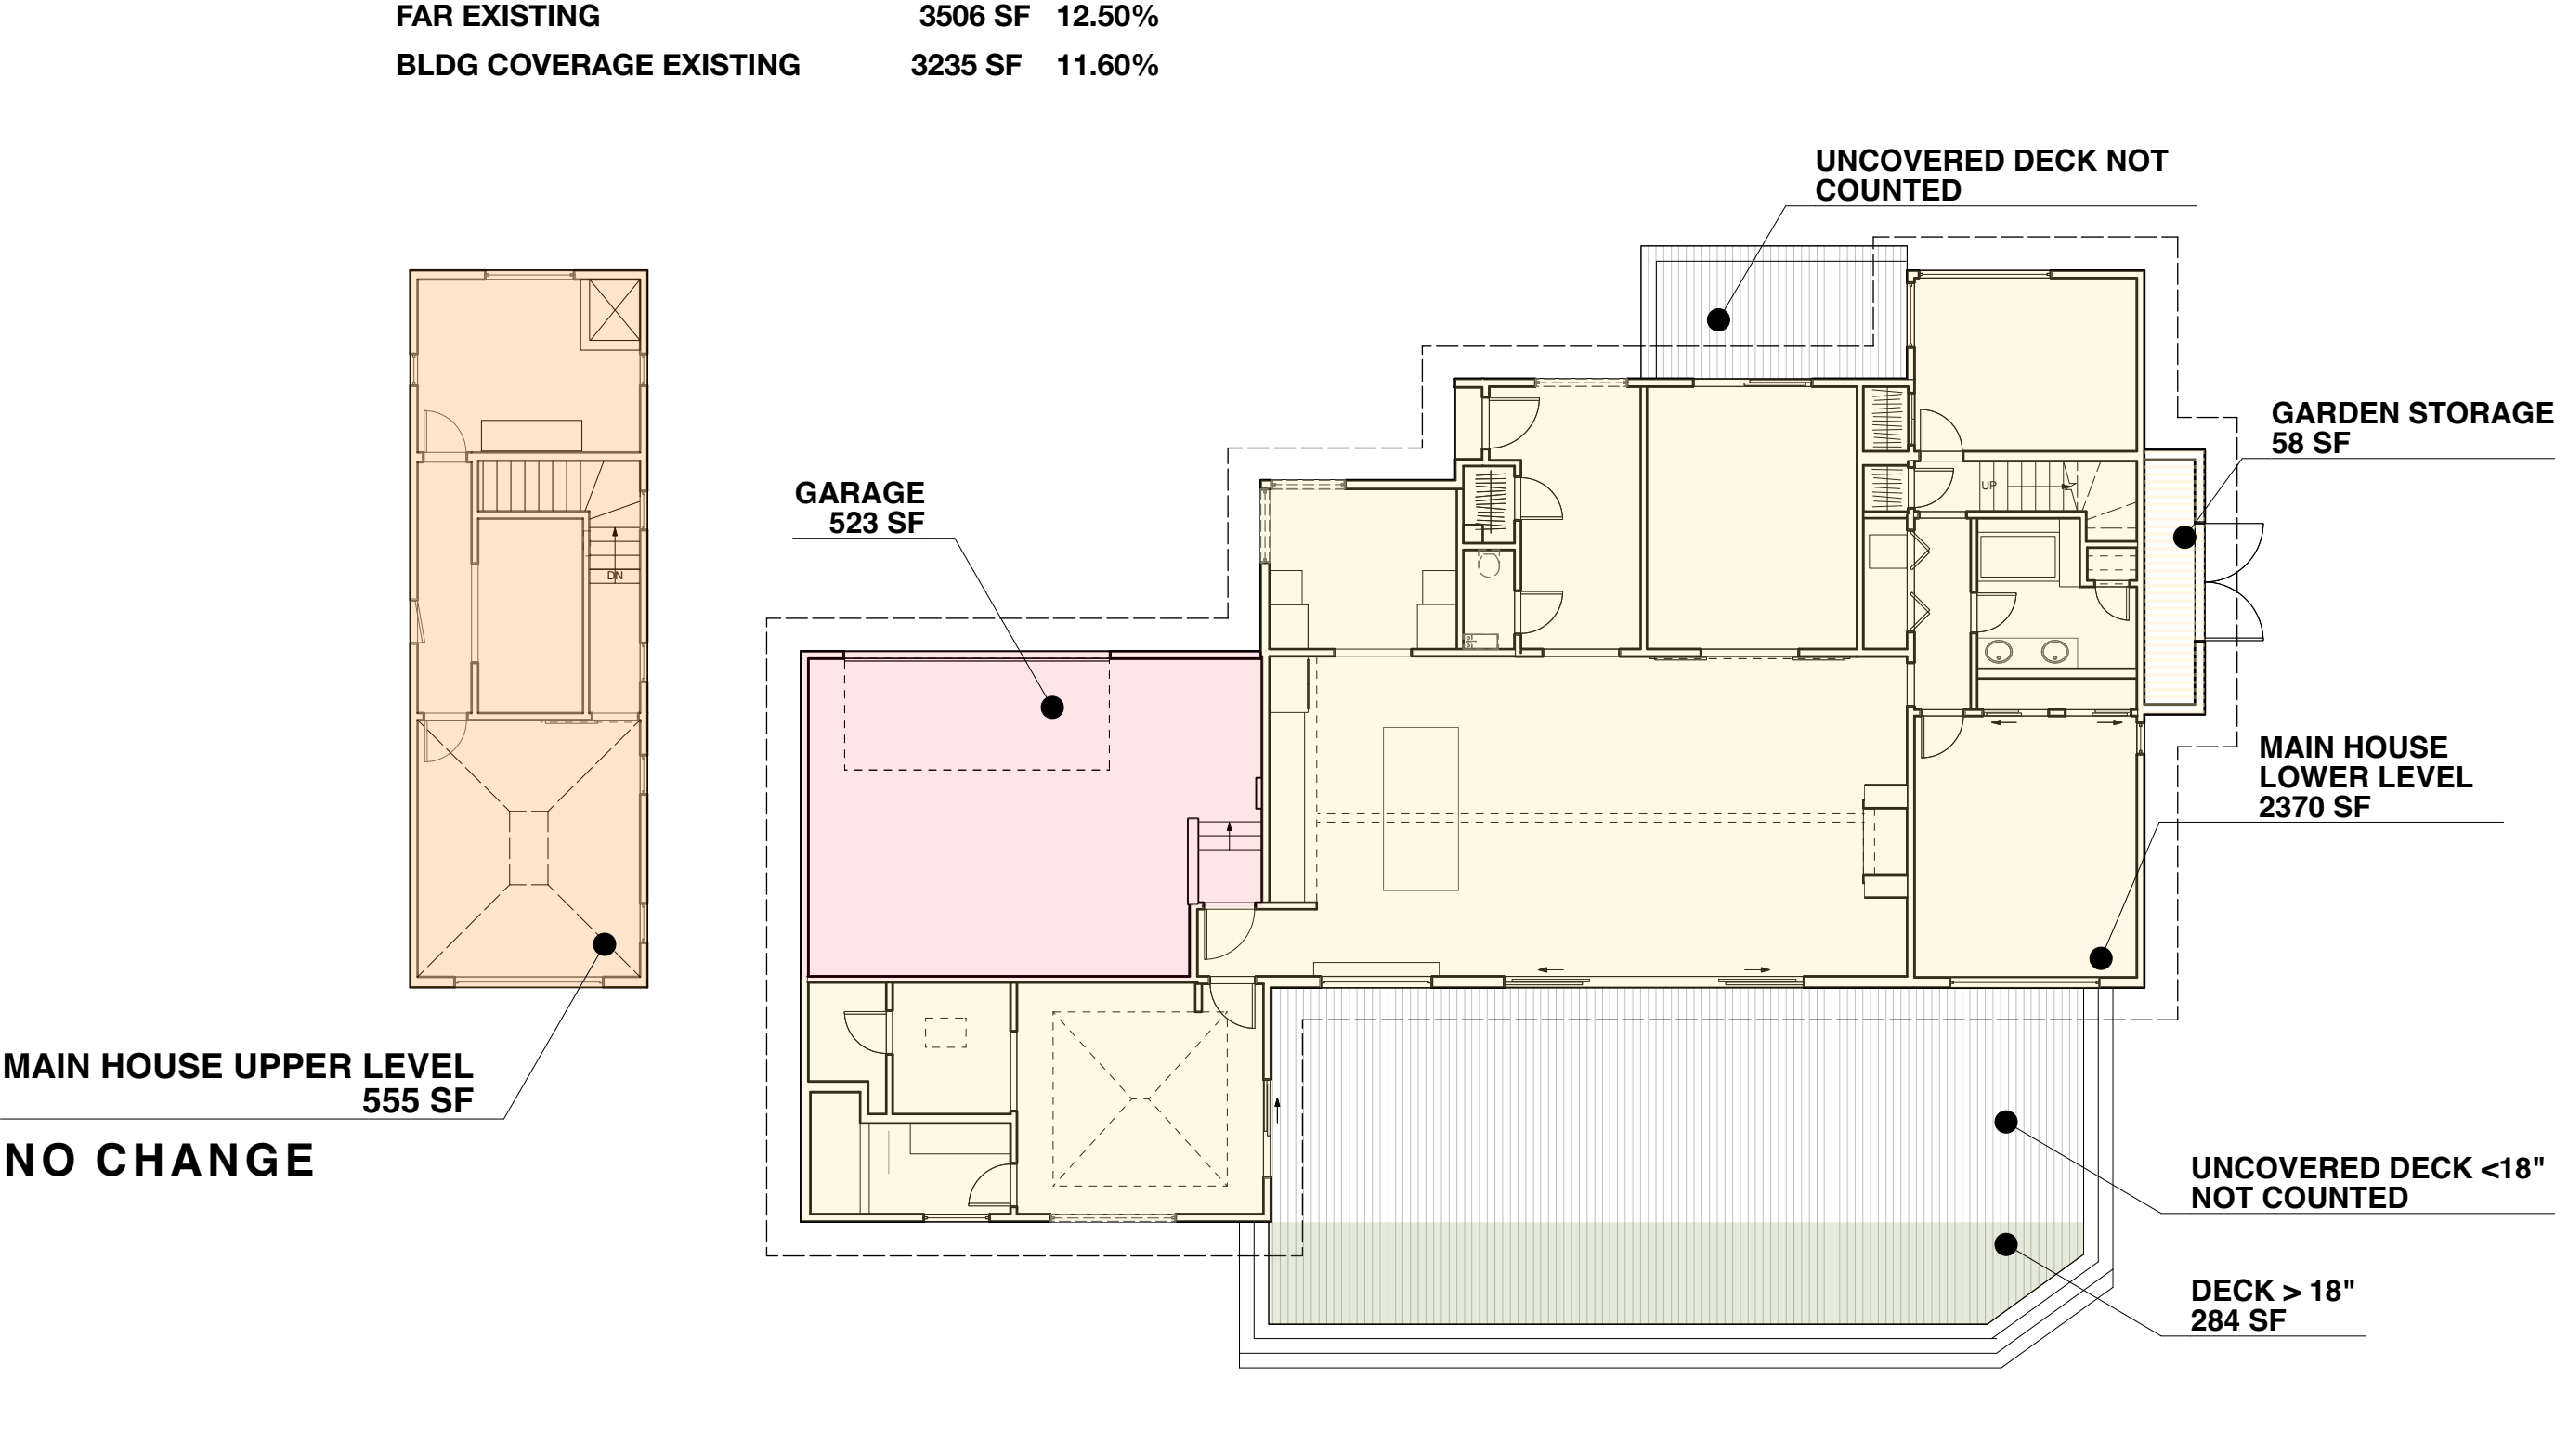 FAR EXISTING 3506 SF 12.50%
BLDG COVERAGE EXISTING 3235 SF 11.60%
UNCOVERED DECK NOT
COUNTED
GARDEN STORAGE
58 SF
GARAGE
523 SF
UP
DN
MAIN HOUSE
LOWER LEVEL
2370 SF
MAIN HOUSE UPPER LEVEL
555 SF
NO CHANGE
UNCOVERED DECK <18"
NOT COUNTED
DECK > 18"
284 SF